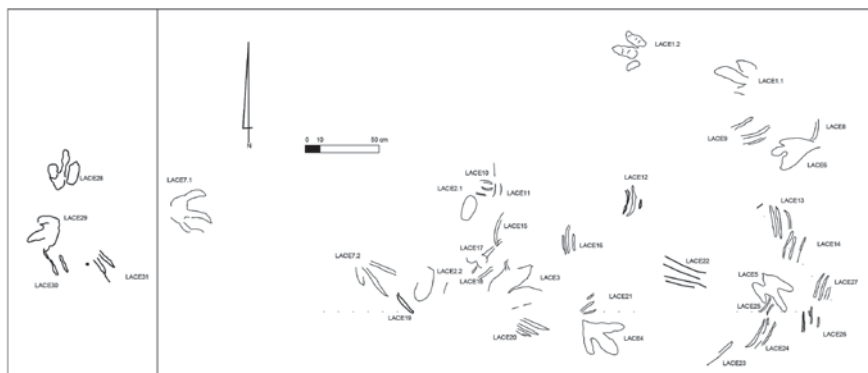 LACE1.2
LACE1.1
LACE9
LACE8
LACE6
LACE28
LACE7.1
LACE29
LACE30
LACE31
N
0 10 50 cm
LACE10
LACE2.1
LACE11
LACE12
LACE13
LACE14
LACE15
LACE16
LACE17
LACE7.2
LACE2.2
LACE18
LACE3
LACE22
LACE5
LACE27
LACE19
LACE21
LACE25
LACE20
LACE4
LACE24
LACE26
LACE23